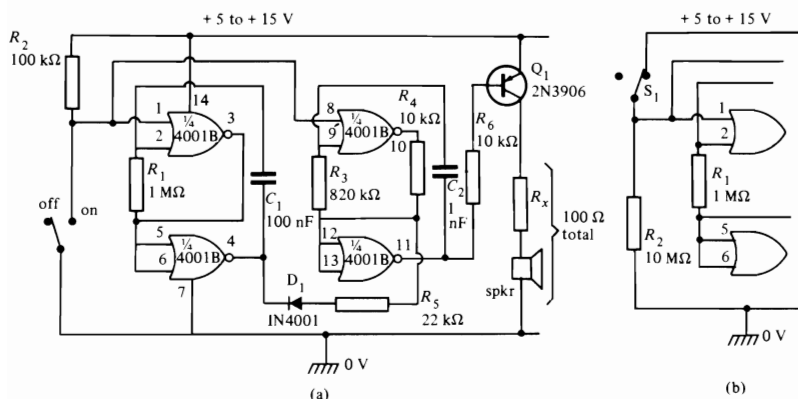 + 5 to + 15 V
R2
100 kΩ
14
1
2
3
¼
4001B
R1
1 MΩ
C1
100 nF
off
on
5
6
4
¼
4001B
7
D1
IN4001
8
9
¼
4001B
10
R4
10 kΩ
R3
820 kΩ
C2
1
nF
12
13
11
¼
4001B
R5
22 kΩ
R6
10 kΩ
Q1
2N3906
Rx
100 Ω
total
spkr
0 V
(a)
+ 5 to + 15 V
S1
1
2
R1
1 MΩ
R2
10 MΩ
5
6
0 V
(b)